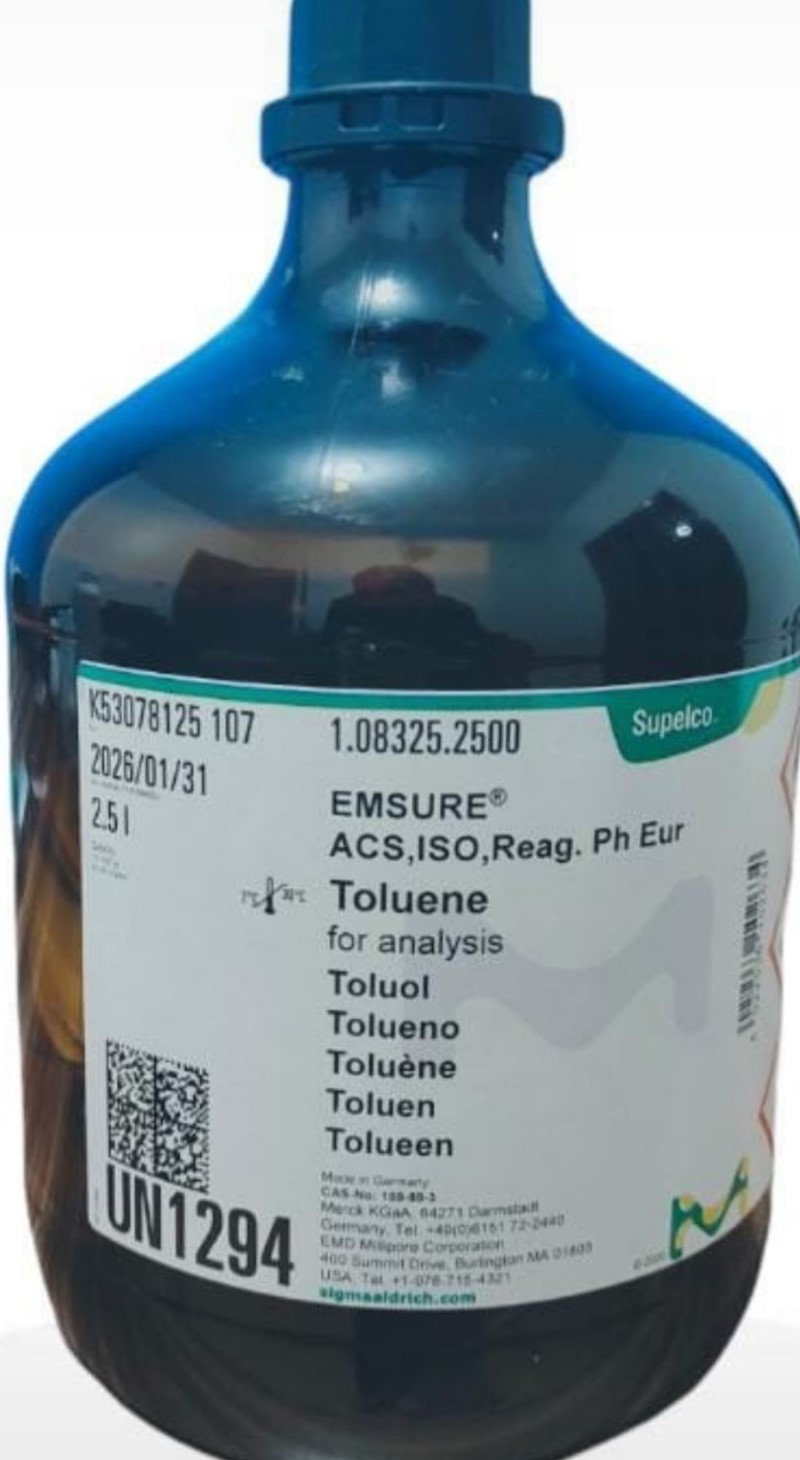 K53078125 107
2026/01/31
2.5 l
1.08325.2500
Supelco
EMSURE®
ACS,ISO,Reag. Ph Eur
Toluene
for analysis
Toluol
Tolueno
Toluène
Toluen
Tolueen
UN1294
Made in Germany
CAS-No: 108-88-3
Merck KGaA, 64271 Darmstadt
Germany, Tel. +49(0)6151 72-2440
EMD Millipore Corporation
400 Summit Drive, Burlington MA 01803
USA, Tel. +1-978-715-4321
sigmaaldrich.com